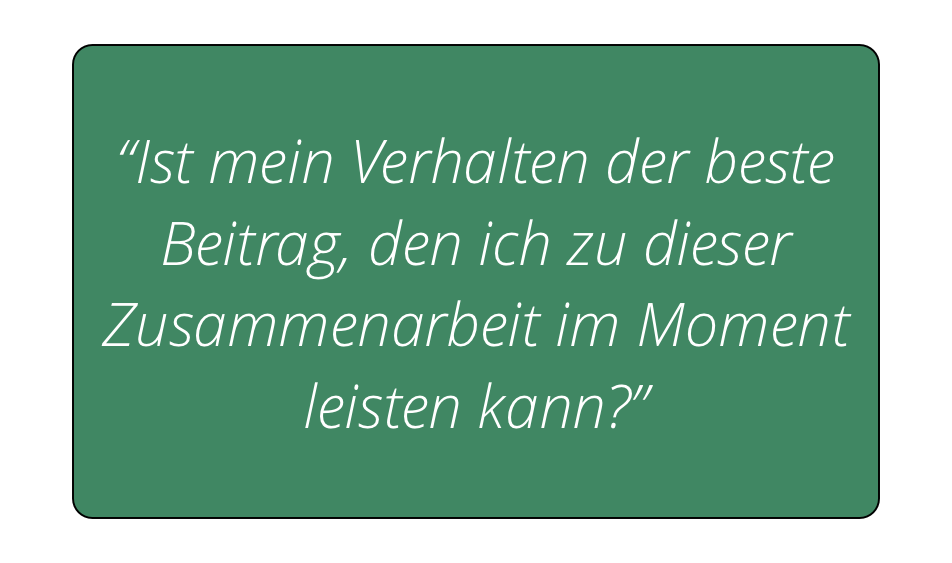 “Ist mein Verhalten der beste
Beitrag, den ich zu dieser
Zusammenarbeit im Moment
leisten kann?”